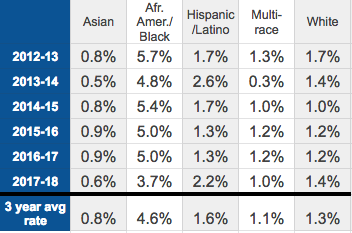 Asian Afr. Amer./ Black Hispanic /Latino Multi- race White
2012-13 0.8% 5.7% 1.7% 1.3% 1.7%
2013-14 0.5% 4.8% 2.6% 0.3% 1.4%
2014-15 0.8% 5.4% 1.7% 1.0% 1.0%
2015-16 0.9% 5.0% 1.3% 1.2% 1.2%
2016-17 0.9% 5.0% 1.3% 1.2% 1.2%
2017-18 0.6% 3.7% 2.2% 1.0% 1.4%
3 year avg rate 0.8% 4.6% 1.6% 1.1% 1.3%